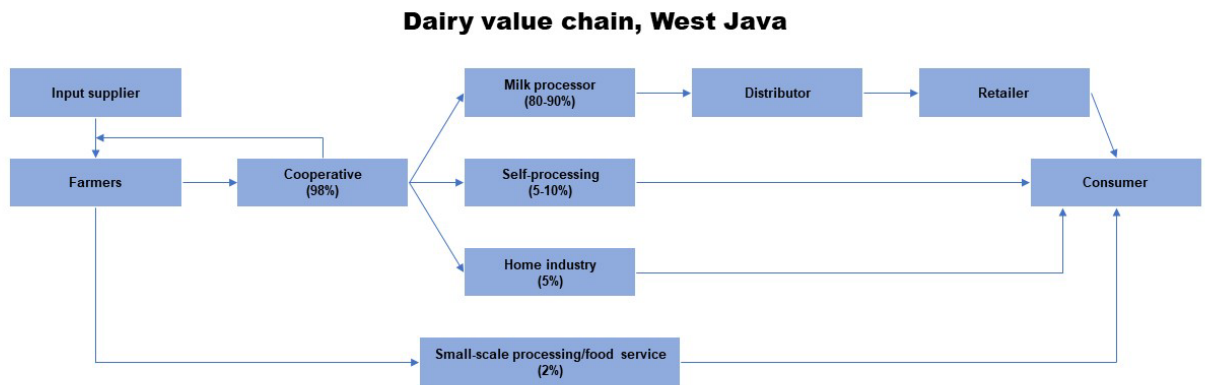 Dairy value chain, West Java
Input supplier
Milk processor
(80-90%)
Distributor
Retailer
Farmers
Cooperative
(98%)
Self-processing
(5-10%)
Consumer
Home industry
(5%)
Small-scale processing/food service
(2%)